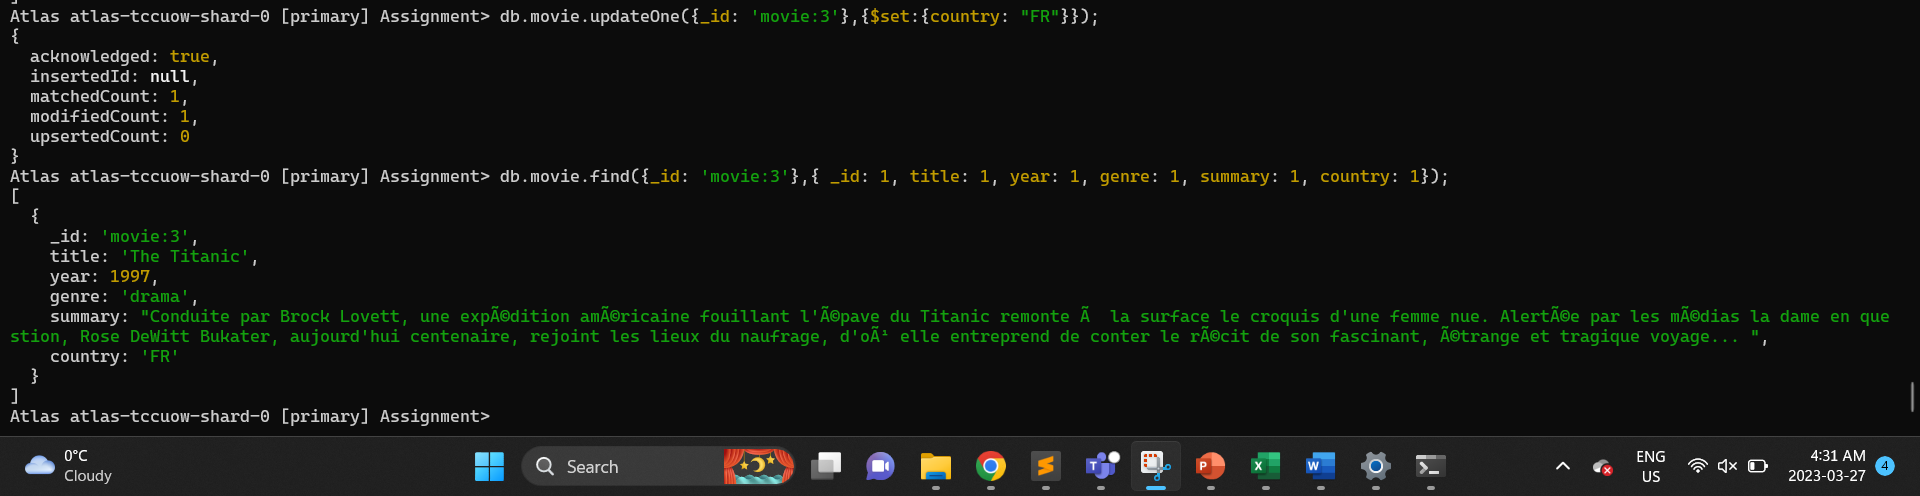 ]
Atlas atlas-tccuow-shard-0 [primary] Assignment> db.movie.updateOne({_id: 'movie:3'},{$set:{country: "FR"}});
{
  acknowledged: true,
  insertedId: null,
  matchedCount: 1,
  modifiedCount: 1,
  upsertedCount: 0
}
Atlas atlas-tccuow-shard-0 [primary] Assignment> db.movie.find({_id: 'movie:3'},{ _id: 1, title: 1, year: 1, genre: 1, summary: 1, country: 1});
[
  {
    _id: 'movie:3',
    title: 'The Titanic',
    year: 1997,
    genre: 'drama',
    summary: "Conduite par Brock Lovett, une expÃ©dition amÃ©ricaine fouillant l'Ã©pave du Titanic remonte Ã  la surface le croquis d'une femme nue. AlertÃ©e par les mÃ©dias la dame en que
stion, Rose DeWitt Bukater, aujourd'hui centenaire, rejoint les lieux du naufrage, d'oÃ¹ elle entreprend de conter le rÃ©cit de son fascinant, Ã©trange et tragique voyage... ",
    country: 'FR'
  }
]
Atlas atlas-tccuow-shard-0 [primary] Assignment>
0°C
Cloudy
Search
ENG
US
4:31 AM
2023-03-27
4